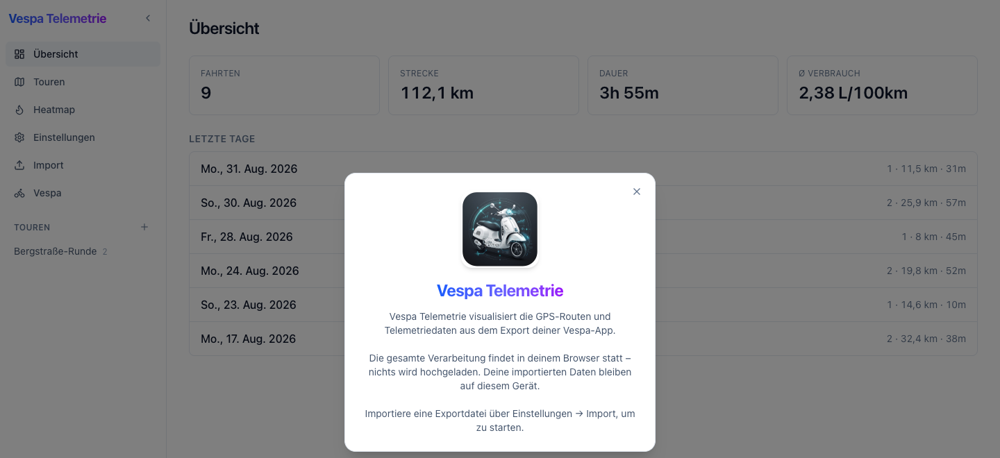 Vespa Telemetrie
Übersicht
Touren
Heatmap
Einstellungen
Import
Vespa
TOUREN
Bergstraße-Runde 2
Übersicht
FAHRTEN
9
STRECKE
112,1 km
DAUER
3h 55m
Ø VERBRAUCH
2,38 L/100km
LETZTE TAGE
Mo., 31. Aug. 2026
1 · 11,5 km · 31m
So., 30. Aug. 2026
2 · 25,9 km · 57m
Fr., 28. Aug. 2026
1 · 8 km · 45m
Mo., 24. Aug. 2026
2 · 19,8 km · 52m
So., 23. Aug. 2026
1 · 14,6 km · 10m
Mo., 17. Aug. 2026
2 · 32,4 km · 38m
Vespa Telemetrie
Vespa Telemetrie visualisiert die GPS-Routen und
Telemetriedaten aus dem Export deiner Vespa-App.
Die gesamte Verarbeitung findet in deinem Browser statt –
nichts wird hochgeladen. Deine importierten Daten bleiben
auf diesem Gerät.
Importiere eine Exportdatei über Einstellungen → Import, um
zu starten.